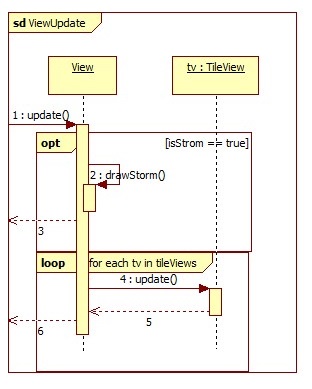 sd ViewUpdate
View
tv : TileView
1 : update()
opt
[isStrom == true]
2 : drawStorm()
3
loop
for each tv in tileViews
4 : update()
5
6